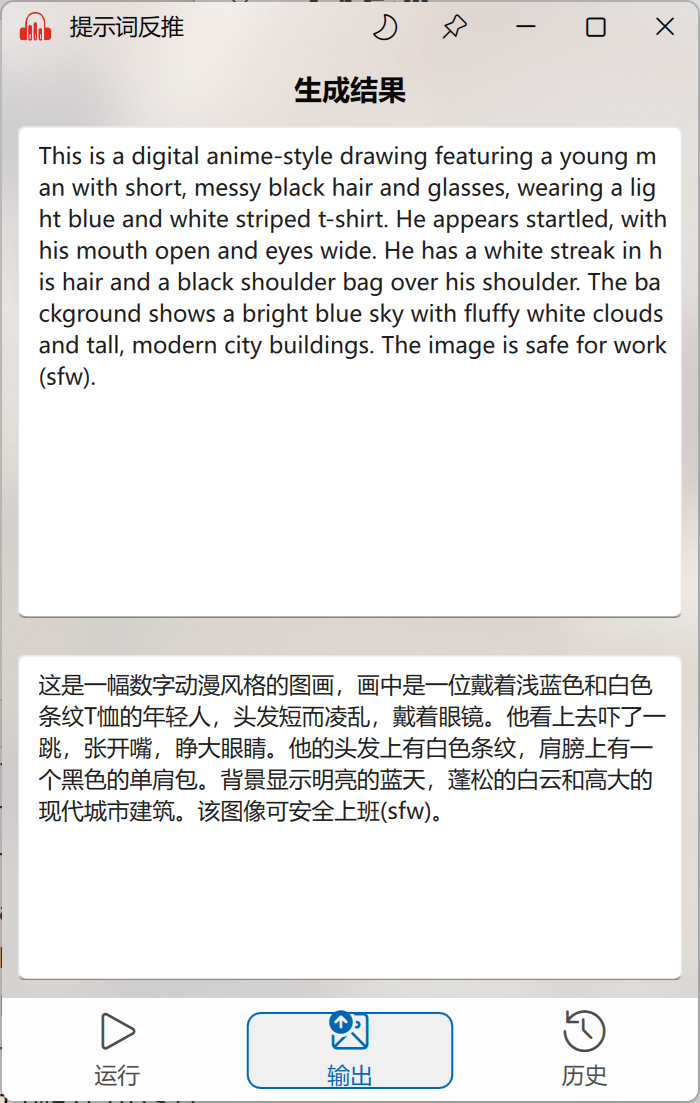 提示词反推
生成结果
This is a digital anime-style drawing featuring a young m
an with short, messy black hair and glasses, wearing a lig
ht blue and white striped t-shirt. He appears startled, with
his mouth open and eyes wide. He has a white streak in h
is hair and a black shoulder bag over his shoulder. The ba
ckground shows a bright blue sky with fluffy white clouds
and tall, modern city buildings. The image is safe for work
(sfw).
这是一幅数字动漫风格的图画，画中是一位戴着浅蓝色和白色
条纹T恤的年轻人，头发短而凌乱，戴着眼镜。他看上去吓了一
跳，张开嘴，睁大眼睛。他的头发上有白色条纹，肩膀上有一
个黑色的单肩包。背景显示明亮的蓝天，蓬松的白云和高大的
现代城市建筑。该图像可安全上班(sfw)。
运行
输出
历史